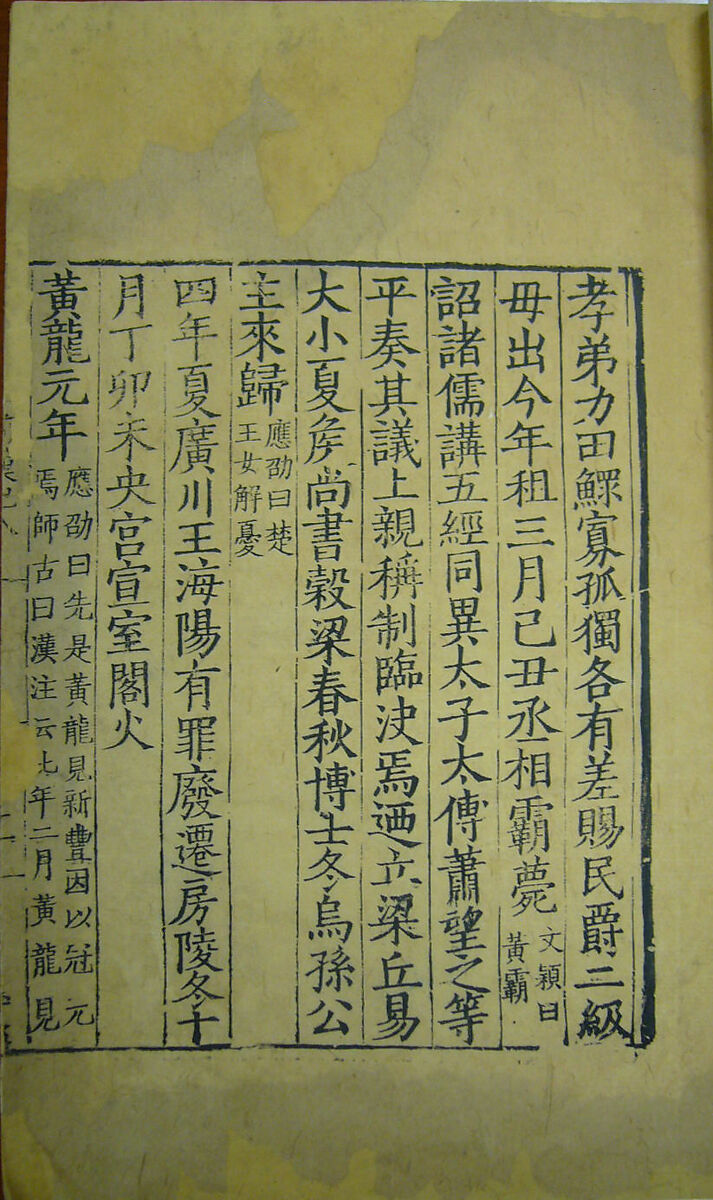 孝弟力田鰥寡孤獨各有差賜民爵二級
毋出今年租三月己丑丞相霸薨文穎曰黃霸
詔諸儒講五經同異太子太傅蕭望之等
平奏其議上親稱制臨决焉迺立梁丘易
大小夏矦尚書穀梁春秋博士冬烏孫公
主來歸應劭曰楚王女解憂
四年夏廣川王海陽有罪廢遷房陵冬十
月丁卯未央宮宣室閣火
黃龍元年應劭曰先是黃龍見新豐因以冠元焉師古曰漢注云此年二月黃龍見